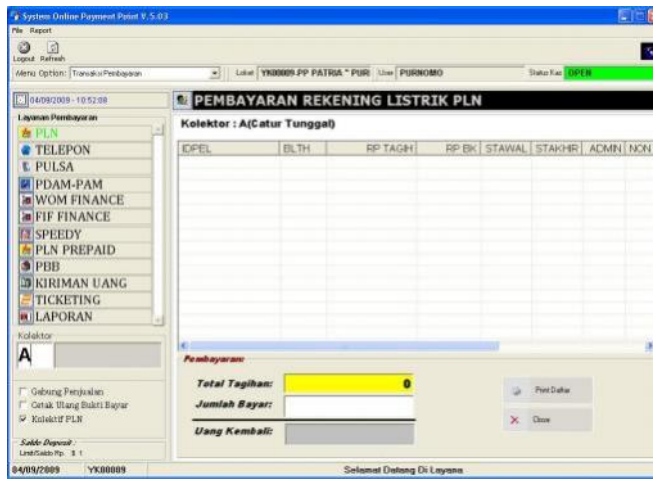 System Online Payment Point V.5.03
File Report
Logout Refresh
Menu Option: Transaksi Pembayaran Loket YK00009-PP PATRIA * PURI User PURNOMO Status Kas OPEN
04/09/2009 - 10:52:08
PEMBAYARAN REKENING LISTRIK PLN
Layanan Pembayaran
Kolektor : A(Catur Tunggal)
PLN
IDPEL BLTH RP TAGIH RP BK STAWAL STAKHIR ADMIN NON
TELEPON
PULSA
PDAM-PAM
WOM FINANCE
FIF FINANCE
SPEEDY
PLN PREPAID
PBB
KIRIMAN UANG
TICKETING
LAPORAN
Kolektor
A
Gabung Penjualan
Cetak Ulang Bukti Bayar
Kolektif PLN
Saldo Deposit :
Limit/Saldo Rp.
Pembayaran:
Total Tagihan: 0
Jumlah Bayar:
Uang Kembali:
Print Daftar
Close
04/09/2009 YK00009 Selamat Datang Di Layana